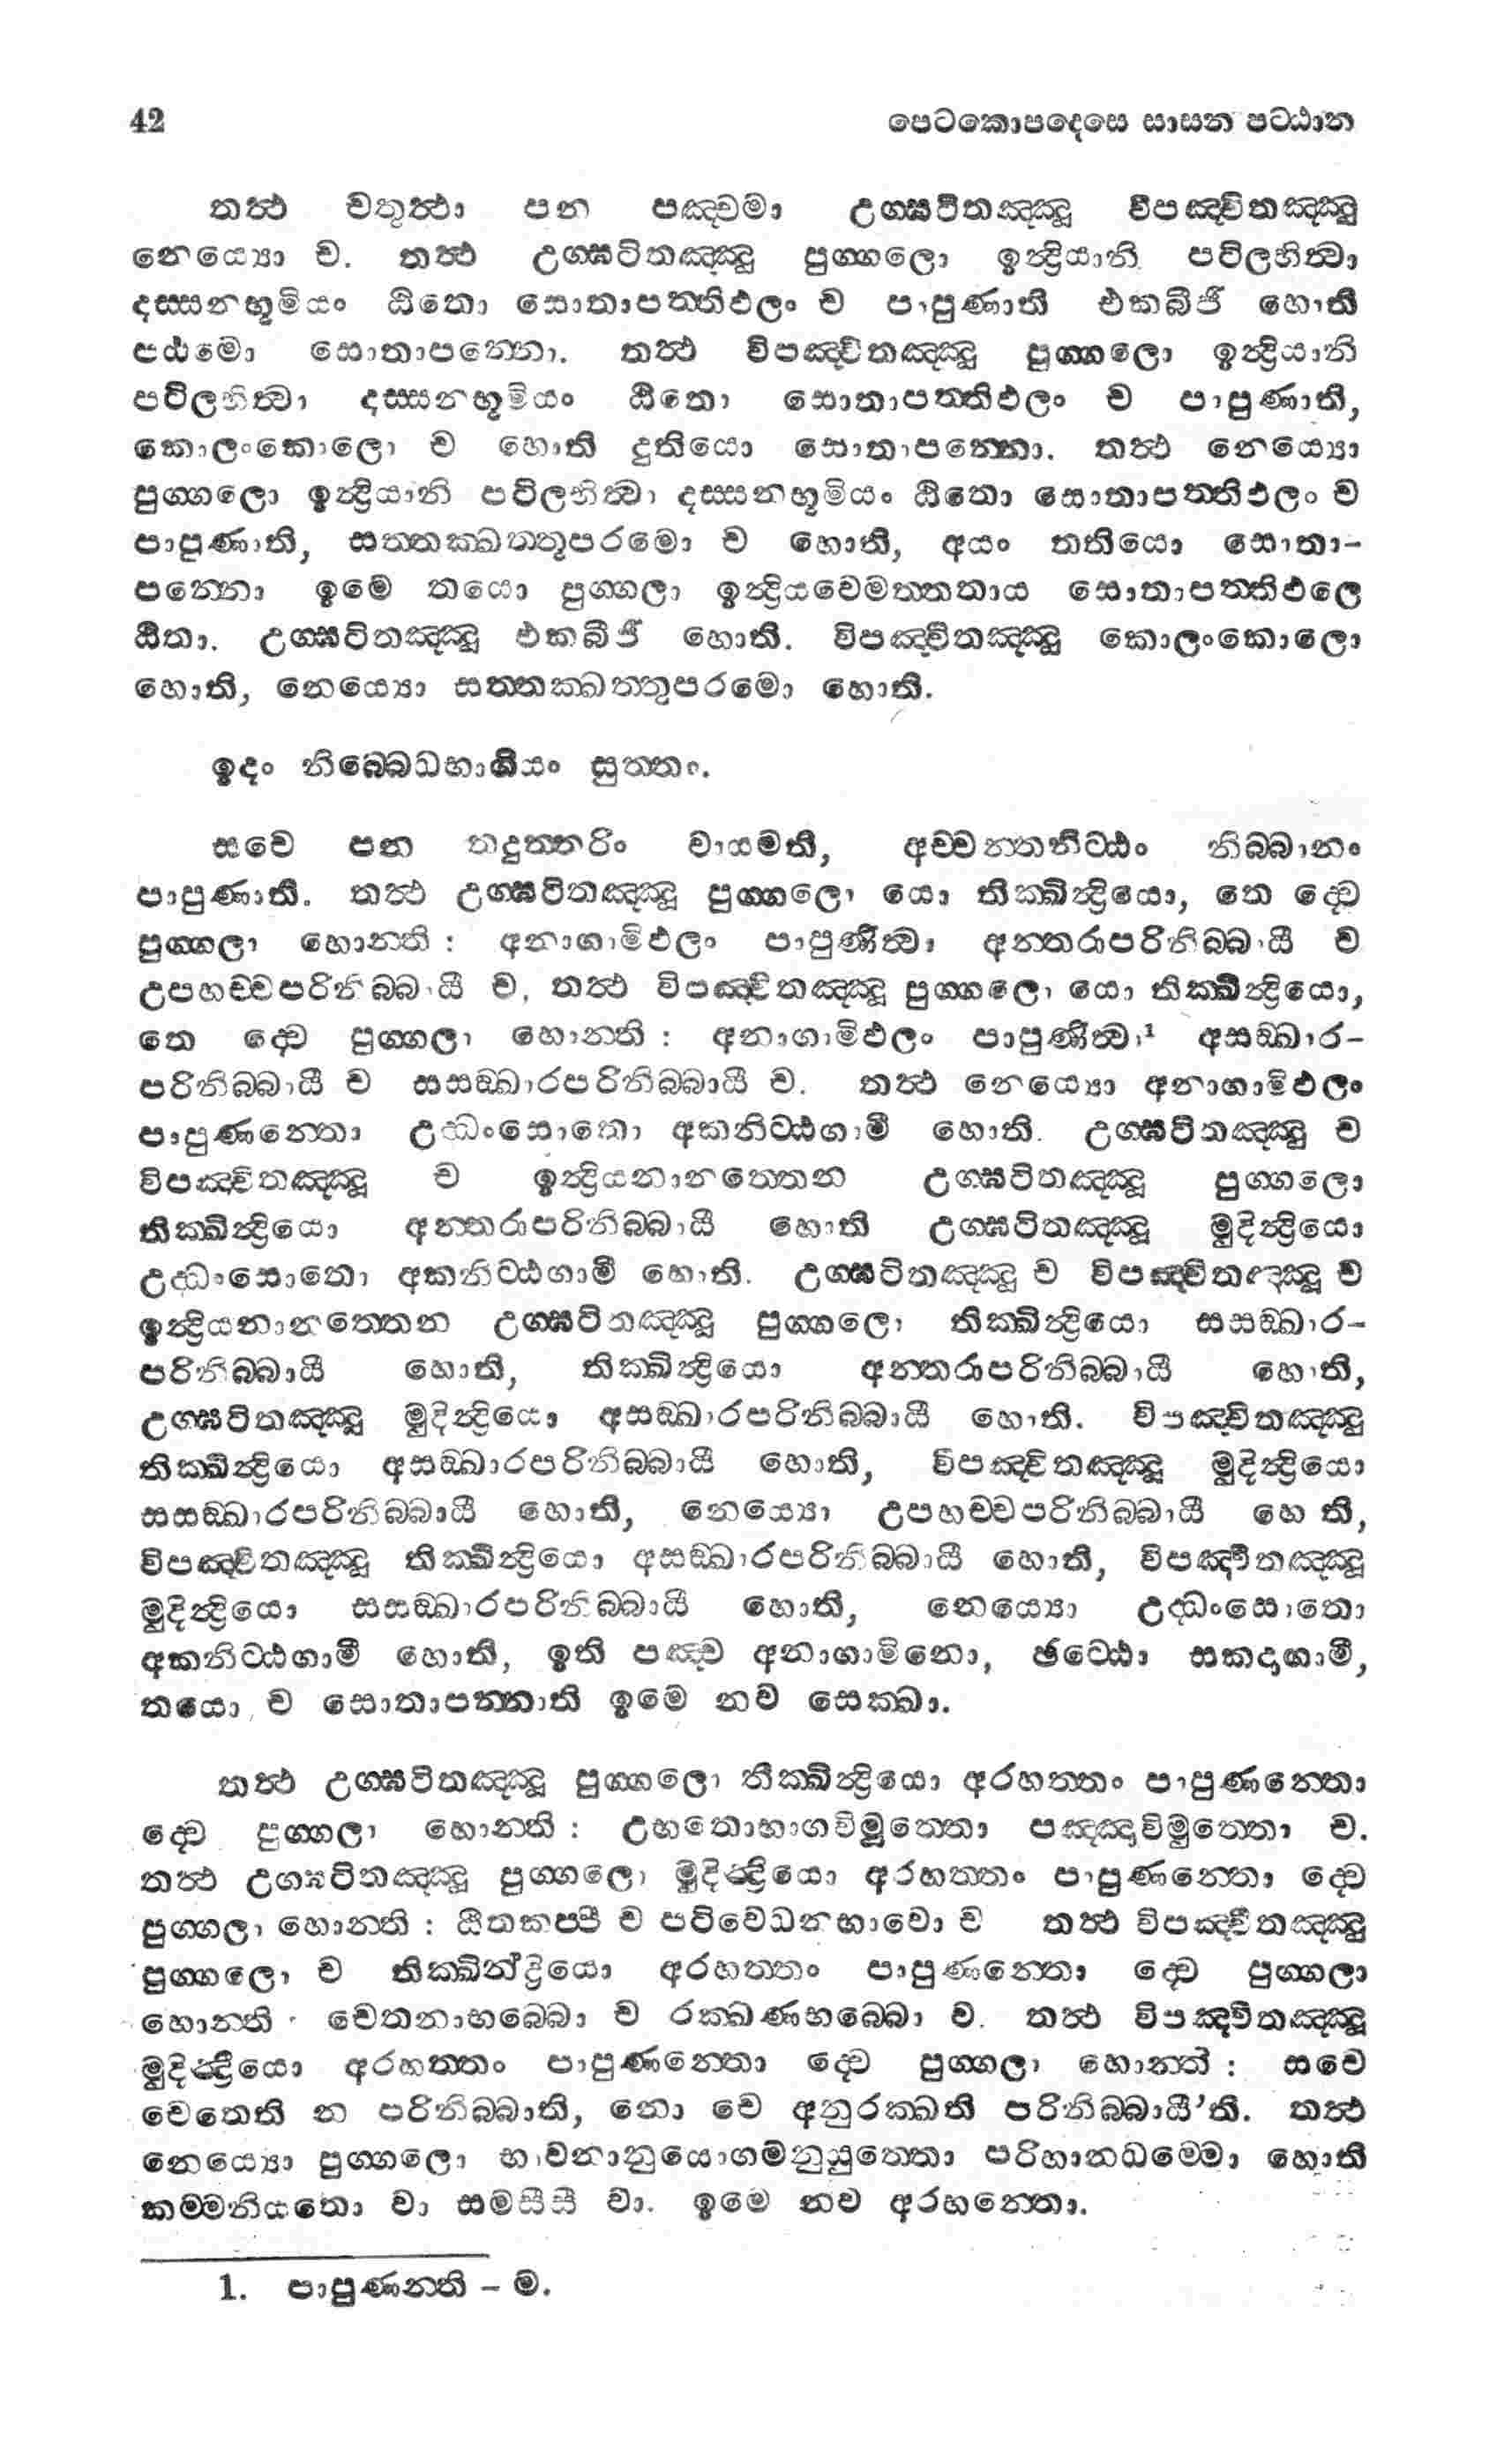 42 පෙටකොපදෙසෙ සාසන පටඨාන
තත්‍ථ චතුත්‍ථා පන පඤ්චමා උග්ඝටිතඤ්ඤූ විපඤ්චිතඤ්ඤු
නෙය්‍යො ච. තත්‍ථ උග්ඝටිතඤ්ඤු පුග්ගලො ඉන්‍ද්‍රියානි පටිලභිත්‍වා
දස්සනභූමියං ඨිතො සොතාපත්තිඵලං ච පාපුණාති එකබීජී හොති
පඨමො සොතාපන්නො. තත්‍ථ විපඤ්චිතඤ්ඤූ පුග්ගලො ඉන්‍ද්‍රියානි
පටිලභිත්‍වා දස්සනභූමියං ඨිතො සොතාපත්තිඵලං ච පාපුණාති,
කොලංකොලො ච හොති දුතියො සොතාපන්නො. තත්‍ථ නෙය්‍යො
පුග්ගලො ඉන්‍ද්‍රියානි පටිලභිත්‍වා දස්සනභූමියං ඨිතො සොතාපත්තිඵලං ච
පාපුණාති, සත්තක්ඛත්තූපරමො ච හොති, අයං තතියො සොතා-
පන්නො ඉමෙ තයො පුග්ගලා ඉන්‍ද්‍රියවෙමත්තතාය සොතාපත්තිඵලෙ
ඨිතා. උග්ඝටිතඤ්ඤූ එකබීජී හොති. විපඤ්චිතඤ්ඤූ කොලංකොලො
හොති, නෙය්‍යො සත්තක්ඛත්තුපරමො හොති.
ඉදං නිබ්බෙධභාගියං සුත්තං.
සචෙ පන තදුත්තරිං වායමති, අච්චන්තනිට්ඨං නිබ්බානං
පාපුණාති. තත්‍ථ උග්ඝටිතඤ්ඤූ පුග්ගලො යො තික්ඛින්‍ද්‍රියො, තෙ ද්‍වෙ
පුග්ගලා හොන්ති : අනාගාමිඵලං පාපුණිත්‍වා අන්තරාපරිනිබ්බායී ච
උපහච්චපරිනිබ්බායී ච, තත්‍ථ විපඤ්චිතඤ්ඤූ පුග්ගලො යො තික්ඛින්‍ද්‍රියො,
තෙ ද්‍වෙ පුග්ගලා හොන්ති : අනාගාමිඵලං පාපුණිත්‍වා¹ අසඞ්ඛාර-
පරිනිබ්බායී ච සසඞ්ඛාරපරිනිබ්බායී ච. තත්‍ථ නෙය්‍යො අනාගාමිඵලං
පාපුණන්තො උද්ධංසොතො අකනිට්ඨගාමී හොති. උග්ඝටිතඤ්ඤු ච
විපඤ්චිතඤ්ඤූ ච ඉන්‍ද්‍රියනානත්තෙන උග්ඝටිතඤ්ඤූ පුග්ගලො
තික්ඛින්‍ද්‍රියො අන්තරාපරිනිබ්බායී හොති උග්ඝටිතඤ්ඤූ මුදින්‍ද්‍රියො
උද්ධංසොතො අකනිට්ඨගාමී හොති. උග්ඝටිතඤ්ඤූ ච විපඤ්චිතඤ්ඤූ ච
ඉන්‍ද්‍රියනානත්තෙන උග්ඝටිතඤ්ඤූ පුග්ගලො තික්ඛින්‍ද්‍රියො සසඞ්ඛාර-
පරිනිබ්බායී හොති, තික්ඛින්‍ද්‍රියො අන්තරාපරිනිබ්බායී හොති,
උග්ඝටිතඤ්ඤු මුදින්‍ද්‍රියො අසඞ්ඛාරපරිනිබ්බායී හොති. විපඤ්චිතඤ්ඤු
තික්ඛින්‍ද්‍රියො අසඞ්ඛාරපරිනිබ්බායී හොති, විපඤ්චිතඤ්ඤූ මුදින්‍ද්‍රියො
සසඞ්ඛාරපරිනිබ්බායී හොති, නෙය්‍යො උපහච්චපරිනිබ්බායී හොති,
විපඤ්චිතඤ්ඤූ තික්ඛින්‍ද්‍රියො අසඞ්ඛාරපරිනිබ්බායී හොති, විපඤ්චිතඤ්ඤූ
මුදින්‍ද්‍රියො සසඞ්ඛාරපරිනිබ්බායී හොති, නෙය්‍යො උද්ධංසොතො
අකනිට්ඨගාමී හොති, ඉති පඤ්ච අනාගාමිනො, ඡට්ඨො සකදාගාමී,
තයො ච සොතාපන්නාති ඉමෙ නව සෙක්ඛා.
තත්‍ථ උග්ඝටිතඤ්ඤූ පුග්ගලො තීක්ඛින්‍ද්‍රියො අරහත්තං පාපුණන්තො
ද්‍වෙ පුග්ගලා හොන්ති : උභතොභාගවිමුත්තො පඤ්ඤාවිමුත්තො ච.
තත්‍ථ උග්ඝටිතඤ්ඤූ පුග්ගලො මුදින්‍ද්‍රියො අරහත්තං පාපුණන්තො ද්‍වෙ
පුග්ගලා හොන්ති : ඨිතකප්පී ච පටිවෙධනභාවො ච තත්‍ථ විපඤ්චිතඤ්ඤු
පුග්ගලො ච තික්ඛින්ද්‍රියො අරහත්තං පාපුණන්තො ද්‍වෙ පුග්ගලා
හොන්ති : චෙතනාභබ්බො ච රක්ඛණභබ්බො ච. තත්‍ථ විපඤ්චිතඤ්ඤූ
මුදින්‍ද්‍රියො අරහත්තං පාපුණන්තො ද්‍වෙ පුග්ගලා හොන්ති : සචෙ
චෙතෙති න පරිනිබ්බාති, නො චෙ අනුරක්ඛති පරිනිබ්බායී'ති. තත්‍ථ
නෙය්‍යො පුග්ගලො භාවනානුයොගමනුයුත්තො පරිහානධම්මො හොති
කම්මනියතො වා සමසීසී වා. ඉමෙ නව අරහන්තො.
1. පාපුණන්ති – ම.